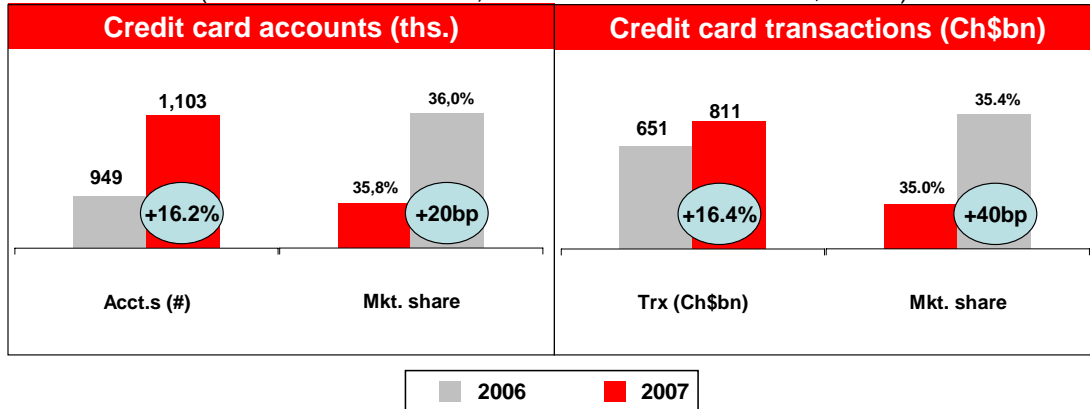 Credit card accounts (ths.)
949
1,103
+16.2%
35,8%
36,0%
+20bp
Acct.s (#)
Mkt. share
Credit card transactions (Ch$bn)
651
811
+16.4%
35.0%
35.4%
+40bp
Trx (Ch$bn)
Mkt. share
2006
2007